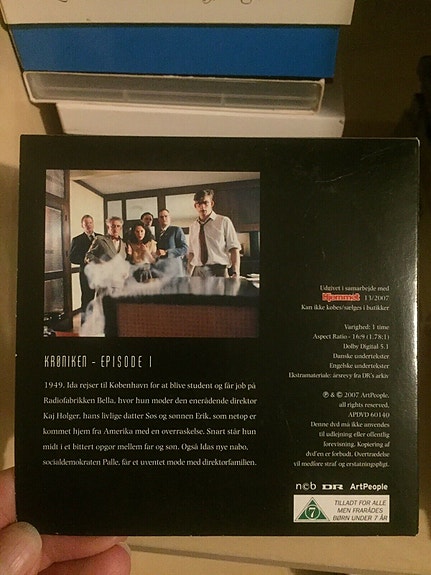 KRØNIKEN - EPISODE 1
1949. Ida rejser til København for at blive student og får job på
Radiofabrikken Bella, hvor hun møder den enerådende direktør
Kaj Holger, hans livlige datter Søs og sønnen Erik, som netop er
kommet hjem fra Amerika med en overraskelse. Snart står hun
midt i et bittert opgør mellem far og søn. Også Idas nye nabo,
socialdemokraten Palle, får et uventet møde med direktørfamilien.
Udgivet i samarbejde med
Hjemmet 13/2007
Kan ikke købes/sælges i butikker
Varighed: 1 time
Aspect Ratio - 16:9 (1.78:1)
Dolby Digital 5.1
Danske undertekster
Engelske undertekster
Ekstramateriale: årsrevy fra DR's arkiv
℗ & © 2007 ArtPeople.
all rights reserved.
APDVD 60140
Denne dvd må ikke anvendes
til udlejning eller offentlig
forevisning. Kopiering af
dvd'en er forbudt. Overtrædelse
vil medføre straf og erstatningspligt.
ncb DR ArtPeople
7
TILLADT FOR ALLE
MEN FRARÅDES
BØRN UNDER 7 ÅR